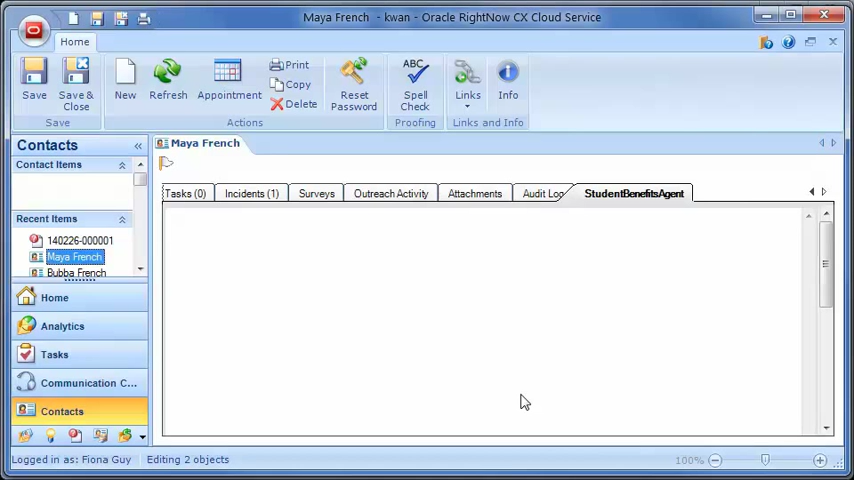 Maya French - kwan - Oracle RightNow CX Cloud Service
Home
Save
Save & Close
New
Refresh
Appointment
Print
Copy
Delete
Reset Password
ABC
Spell Check
Links
Info
Save
Actions
Proofing
Links and Info
Contacts «
Contact Items
Recent Items
140226-000001
Maya French
Bubba French
Home
Analytics
Tasks
Communication C...
Contacts
Maya French
Tasks (0)
Incidents (1)
Surveys
Outreach Activity
Attachments
Audit Log
StudentBenefitsAgent
Logged in as: Fiona Guy
Editing 2 objects
100%